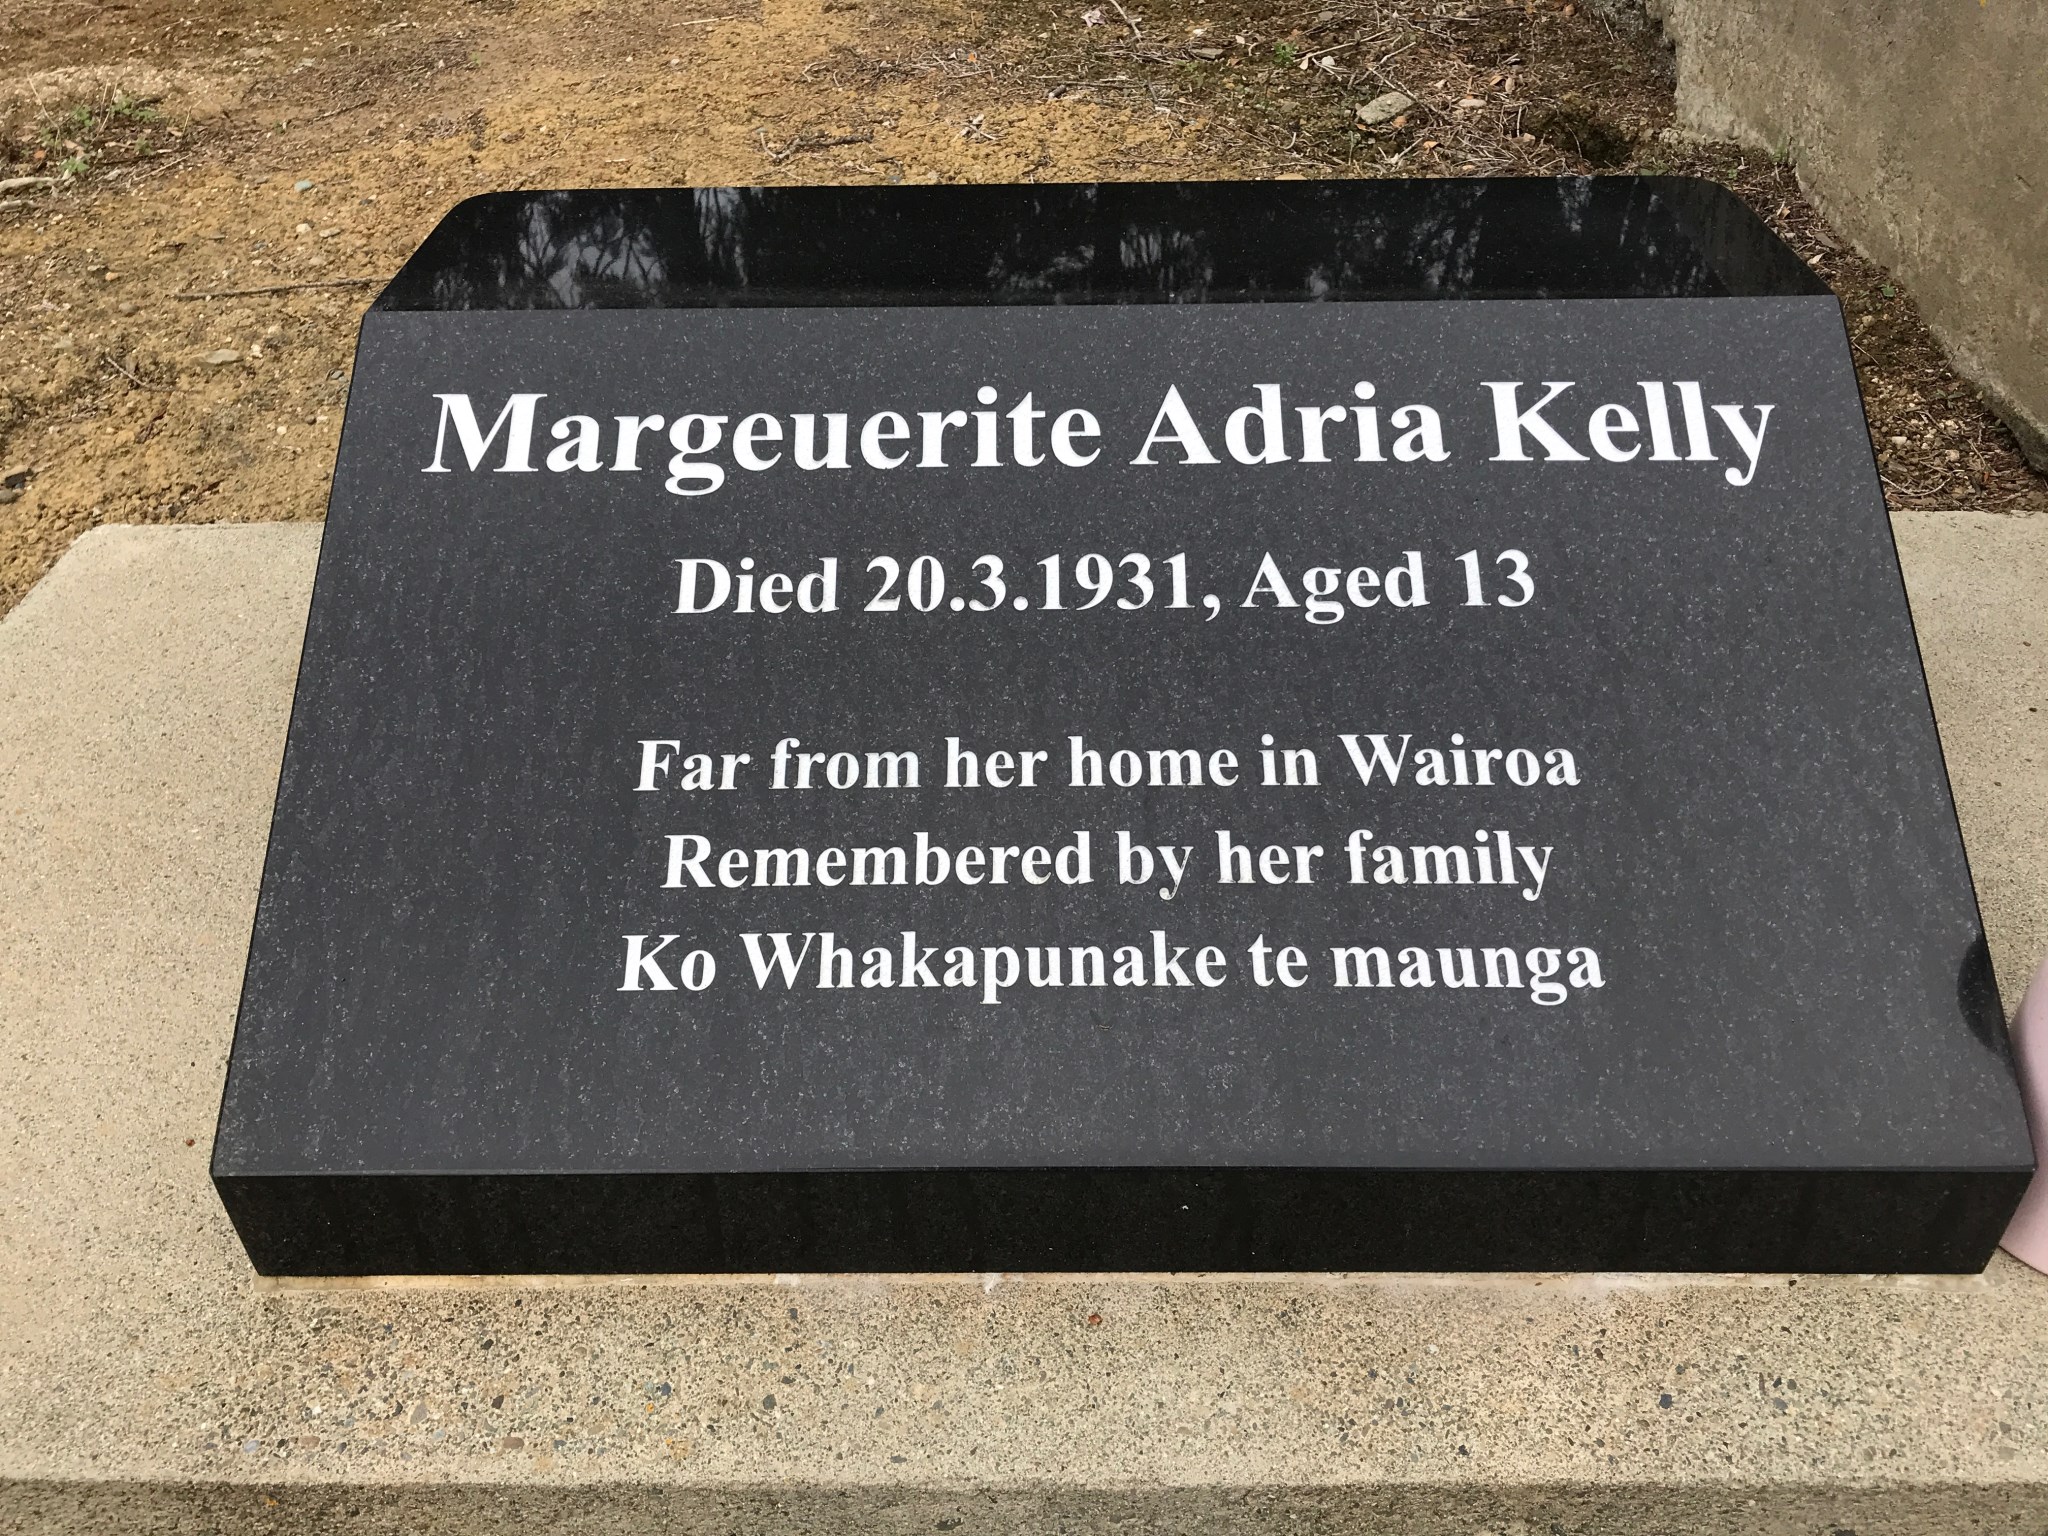 Margeuerite Adria Kelly
Died 20.3.1931, Aged 13
Far from her home in Wairoa
Remembered by her family
Ko Whakapunake te maunga